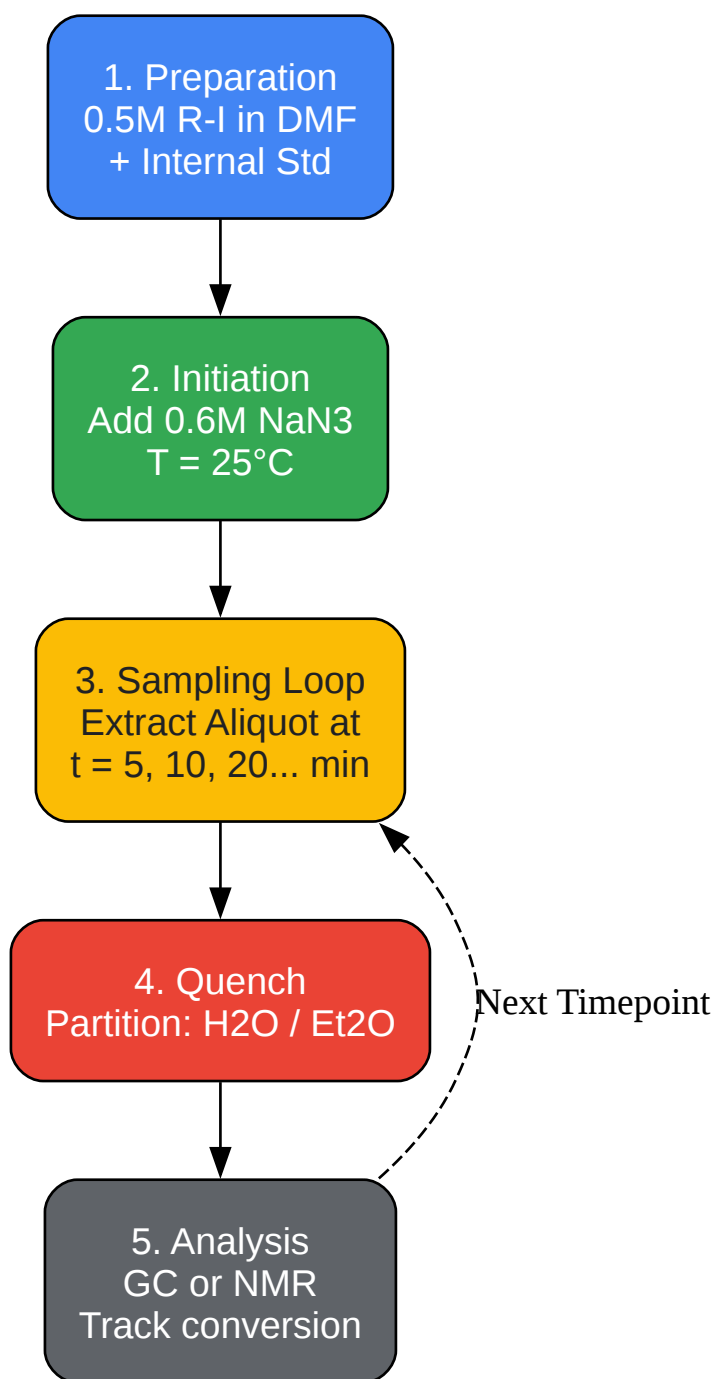 1. Preparation
0.5M R-I in DMF
+ Internal Std
2. Initiation
Add 0.6M NaN3
T = 25°C
3. Sampling Loop
Extract Aliquot at
t = 5, 10, 20... min
4. Quench
Partition: H2O / Et2O
Next Timepoint
5. Analysis
GC or NMR
Track conversion